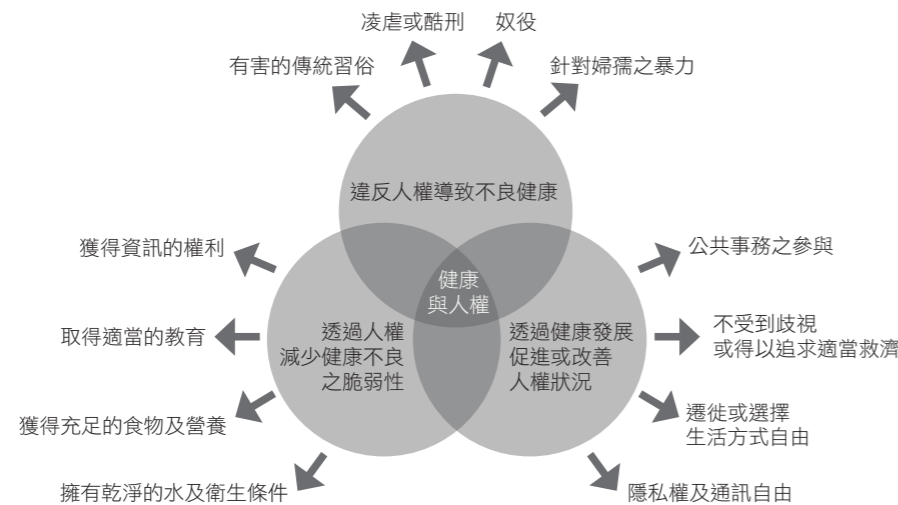 凌虐或酷刑
奴役
有害的傳統習俗
針對婦孺之暴力
違反人權導致不良健康
獲得資訊的權利
公共事務之參與
健康
與人權
取得適當的教育
透過人權
減少健康不良
之脆弱性
透過健康發展
促進或改善
人權狀況
不受到歧視
或得以追求適當救濟
獲得充足的食物及營養
遷徙或選擇
生活方式自由
擁有乾淨的水及衛生條件
隱私權及通訊自由